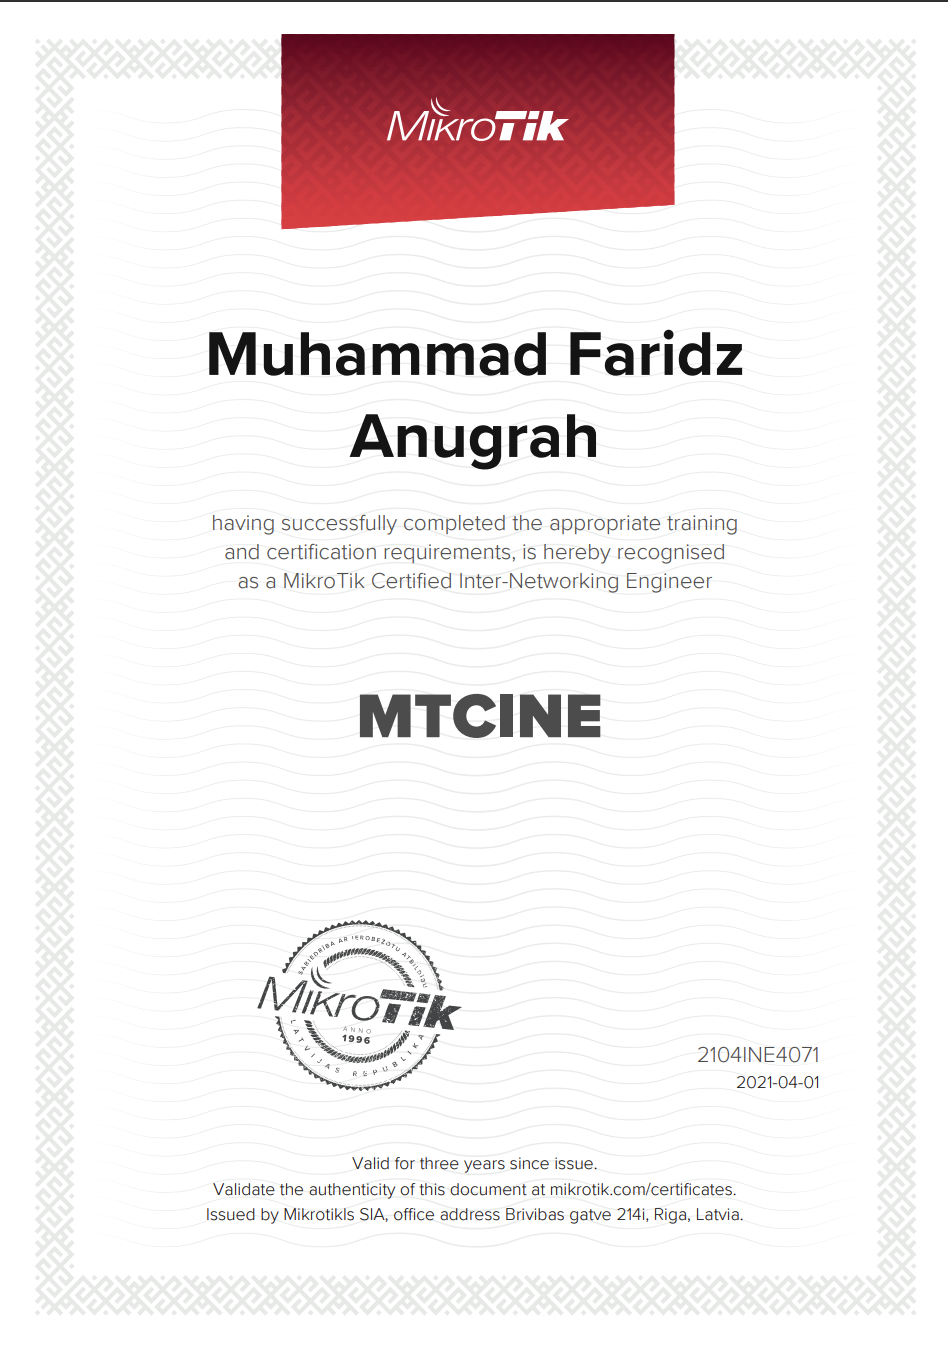 MikroTik
Muhammad Faridz
Anugrah
having successfully completed the appropriate training
and certification requirements, is hereby recognised
as a MikroTik Certified Inter-Networking Engineer
MTCINE
SABIEDRĪBA AR IEROBEŽOTU ATBILDĪBU
MikroTik
ANNO
1996
LATVIJAS REPUBLIKA
2104INE4071
2021-04-01
Valid for three years since issue.
Validate the authenticity of this document at mikrotik.com/certificates.
Issued by Mikrotikls SIA, office address Brivibas gatve 214i, Riga, Latvia.